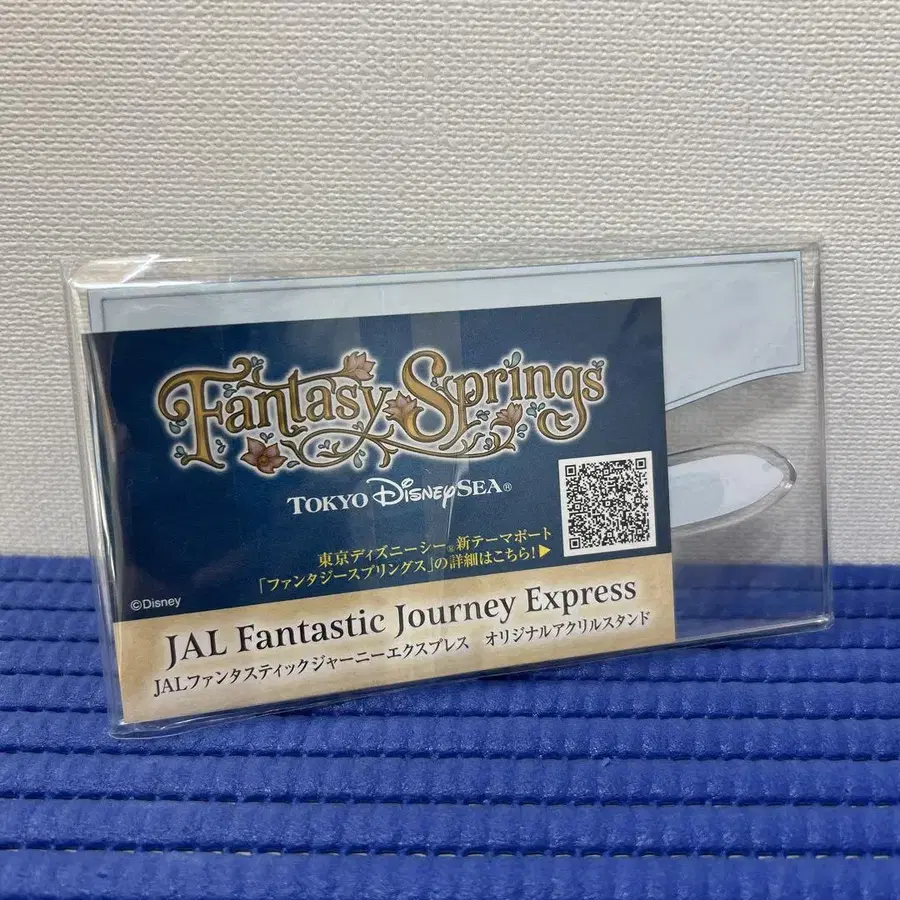 Fantasy Springs
TOKYO DISNEYSEA®
東京ディズニーシー®新テーマポート
「ファンタジースプリングス」の詳細はこちら!▶
©Disney
JAL Fantastic Journey Express
JALファンタスティックジャーニーエクスプレス オリジナルアクリルスタンド